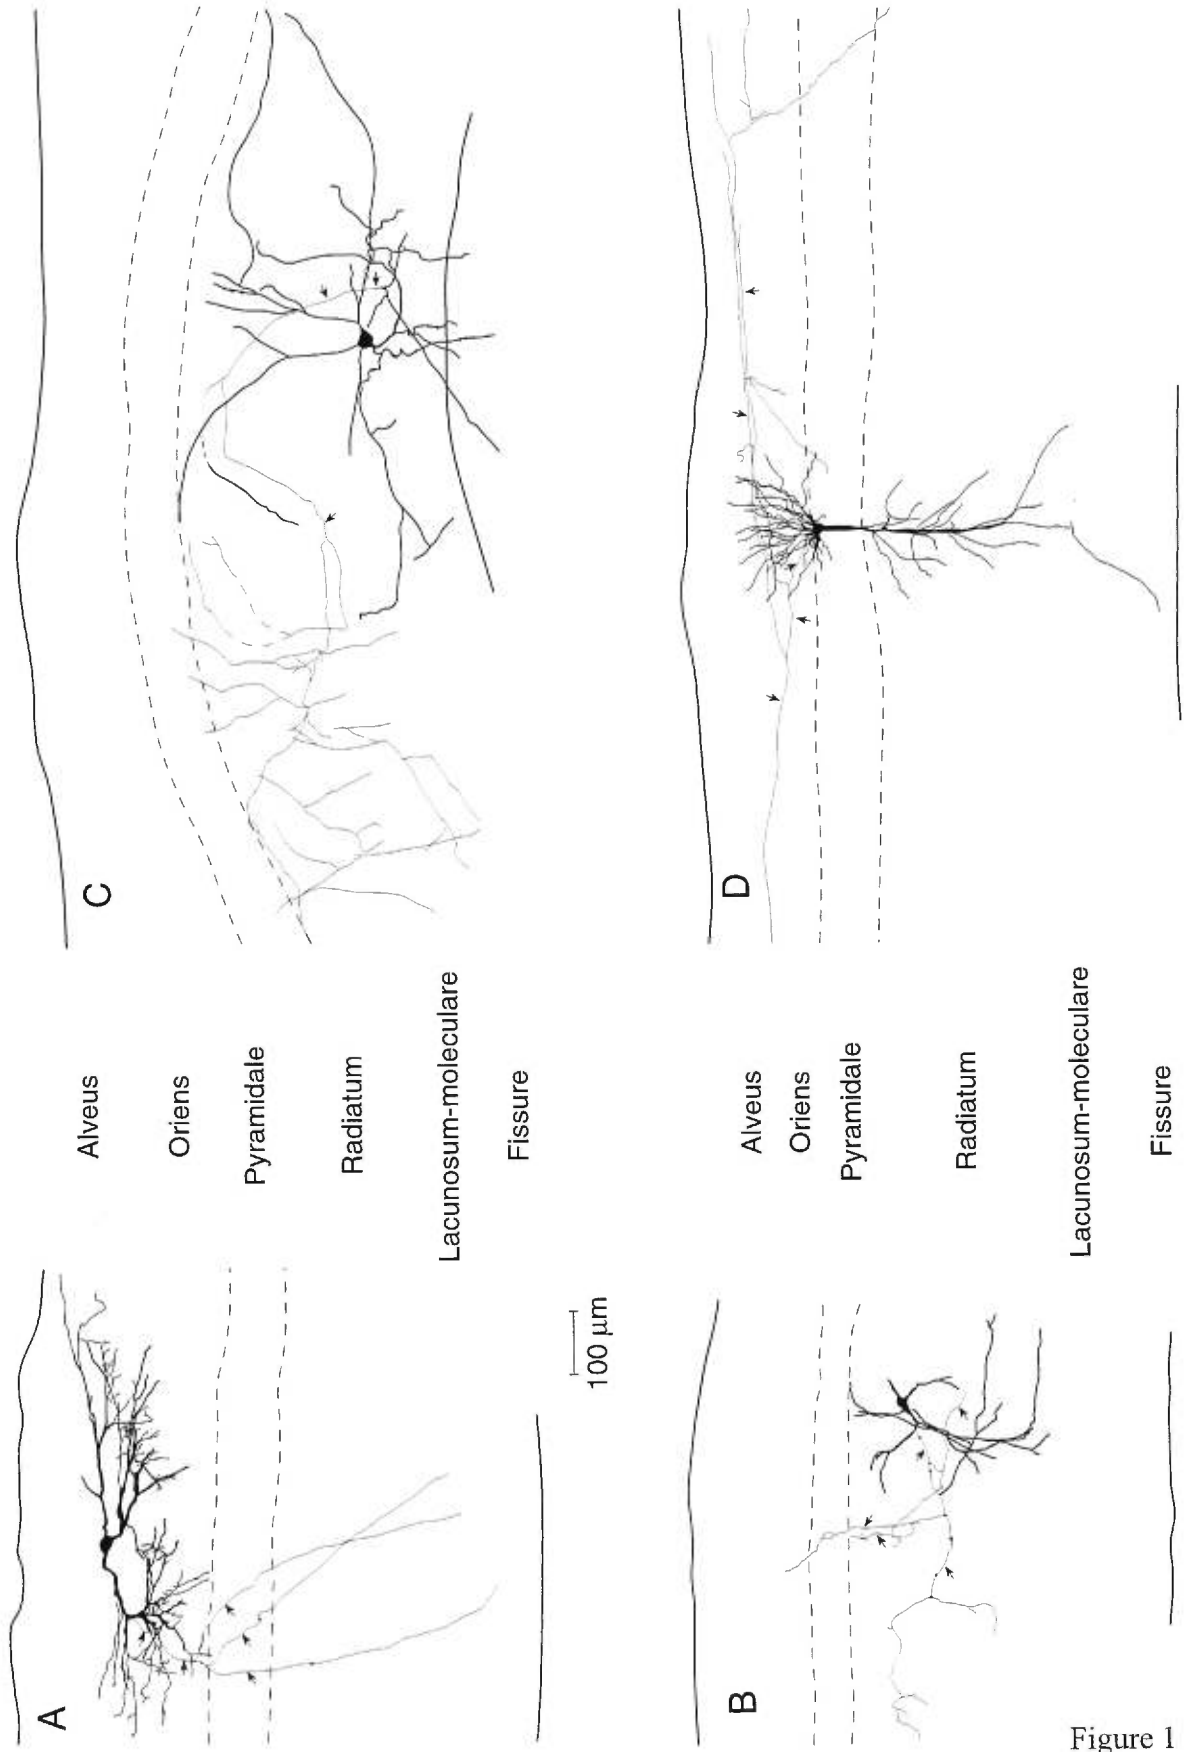 A
Alveus
Oriens
Pyramidale
Radiatum
Lacunosum-moleculare
Fissure
100 µm
C
B
Alveus
Oriens
Pyramidale
Radiatum
Lacunosum-moleculare
Fissure
D
Figure 1